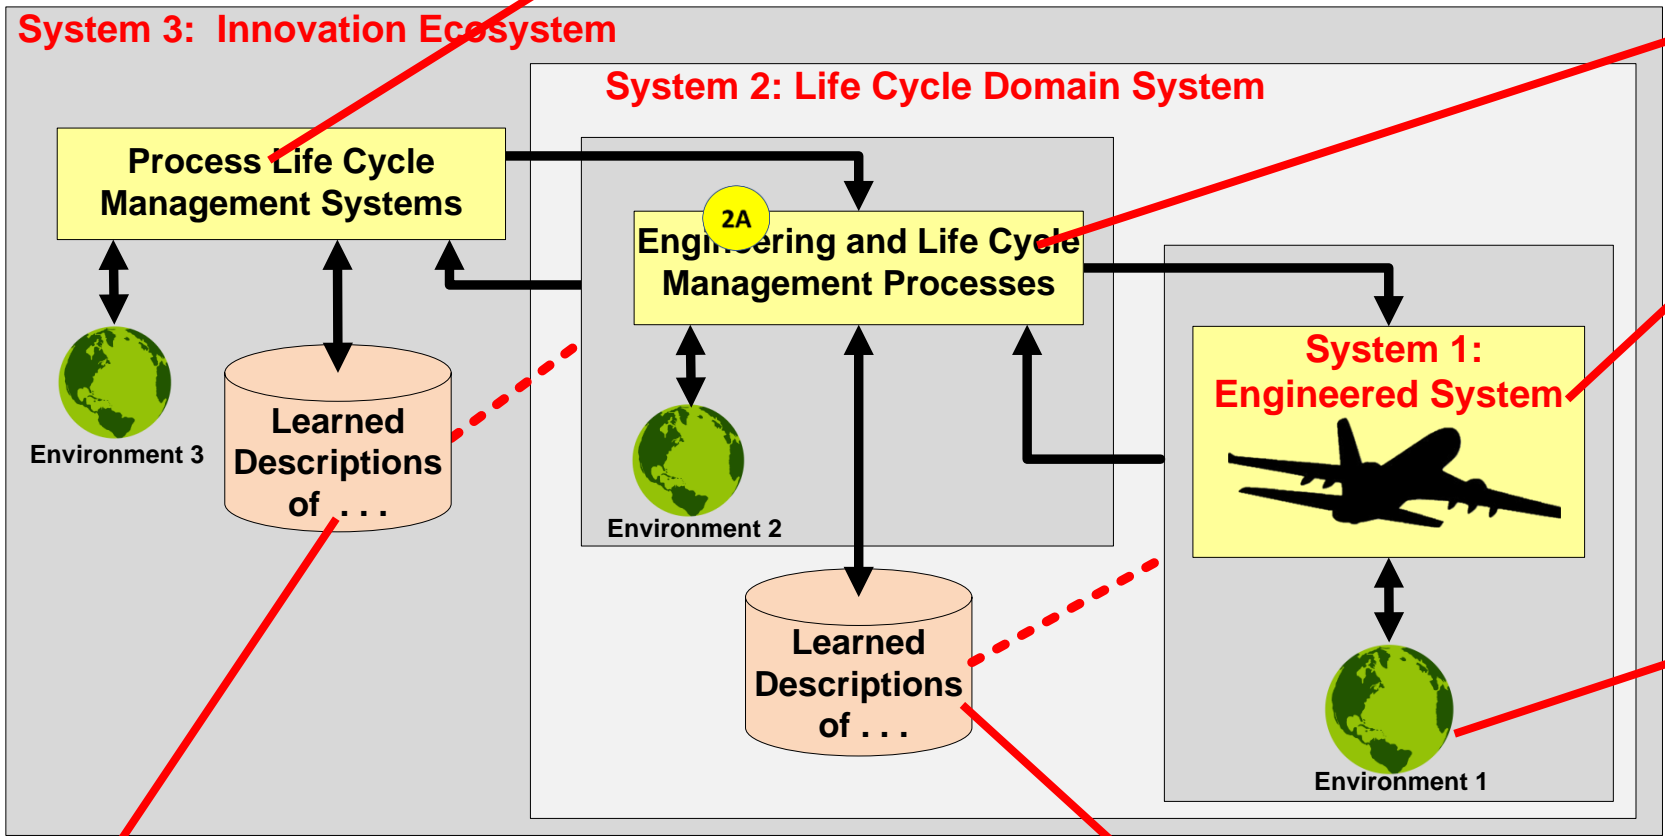 System 3:  Innovation Ecosystem
System 2: Life Cycle Domain System
Process Life Cycle
Management Systems
2A
Engineering and Life Cycle
Management Processes
System 1:
Engineered System
Learned
Descriptions
of . . .
Environment 3
Environment 2
Learned
Descriptions
of . . .
Environment 1